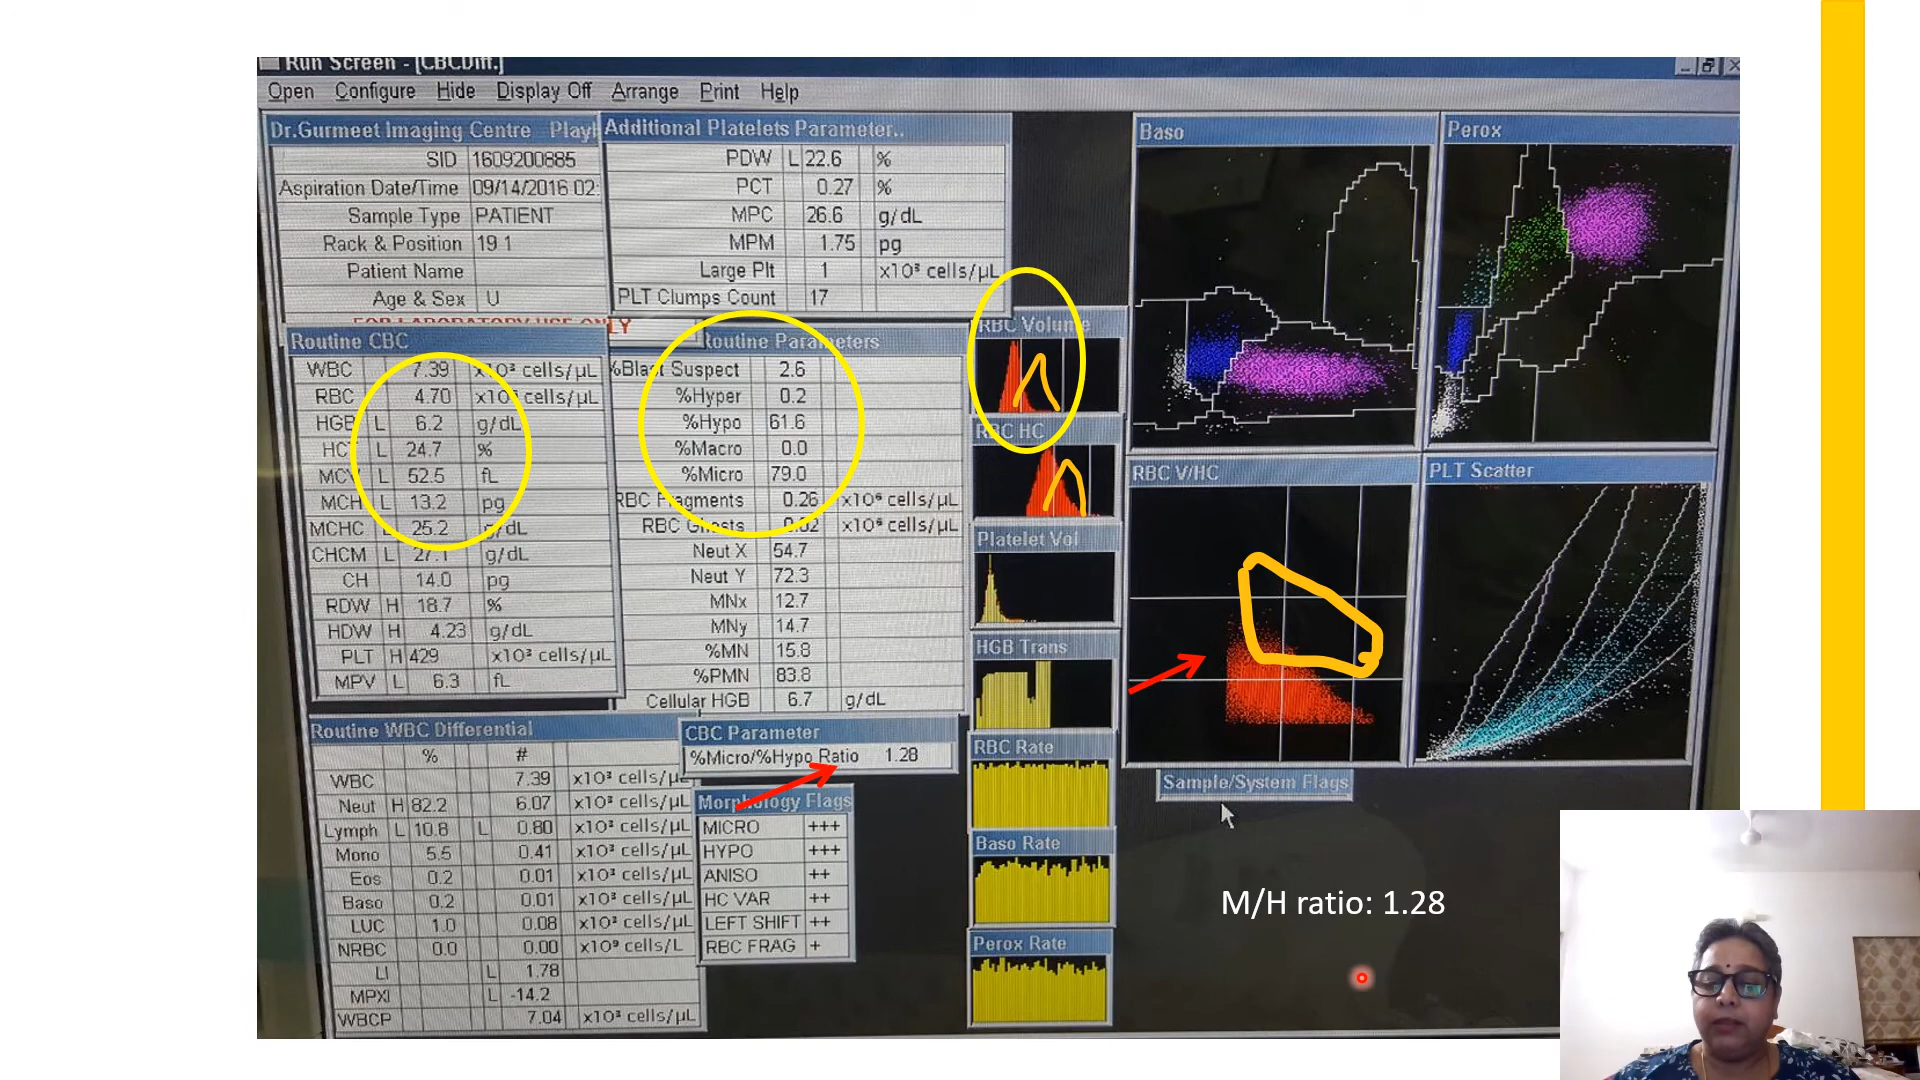 Run Screen - [CBCDiff.]
Open Configure Hide Display Off Arrange Print Help
Dr.Gurmeet Imaging Centre Playl
SID 1609200885
Aspiration Date/Time 09/14/2016 02:
Sample Type PATIENT
Rack & Position 19 1
Patient Name
Age & Sex U
FOR LABORATORY USE ONLY
Additional Platelets Parameter..
PDW L 22.6 %
PCT 0.27 %
MPC 26.6 g/dL
MPM 1.75 pg
Large Plt 1 x10³ cells/µL
PLT Clumps Count 17
Routine CBC
WBC 7.39 x10³ cells/µL
RBC 4.70 cells/µL
HGB L 6.2 g/dL
HCT L 24.7 %
MCV L 52.5 fL
MCH L 13.2 pg
MCHC L 25.2 g/dL
CHCM L 27.1 g/dL
CH 14.0 pg
RDW H 18.7 %
HDW H 4.23 g/dL
PLT H 429 x10³ cells/µL
MPV L 6.3 fL
Routine Parameters
%Blast Suspect 2.6
%Hyper 0.2
%Hypo 61.6
%Macro 0.0
%Micro 79.0
RBC Fragments 0.26 x10⁶ cells/µL
RBC Ghosts 0.02 x10⁶ cells/µL
Neut X 54.7
Neut Y 72.3
MNx 12.7
MNy 14.7
%MN 15.8
%PMN 83.8
Cellular HGB 6.7 g/dL
Routine WBC Differential
% #
WBC 7.39 x10³ cells/µL
Neut H 82.2 6.07 x10³ cells/µL
Lymph L 10.8 L 0.80 x10³ cells/µL
Mono 5.5 0.41 x10³ cells/µL
Eos 0.2 0.01 x10³ cells/µL
Baso 0.2 0.01 x10³ cells/µL
LUC 1.0 0.08 x10³ cells/µL
NRBC 0.0 0.00 x10⁹ cells/L
LI L 1.78
MPXI L -14.2
WBCP 7.04 x10³ cells/µL
CBC Parameter
%Micro/%Hypo Ratio 1.28
Morphology Flags
MICRO +++
HYPO +++
ANISO ++
HC VAR ++
LEFT SHIFT ++
RBC FRAG +
RBC Volume
RBC HC
Platelet Vol
HGB Trans
RBC Rate
Baso Rate
Perox Rate
Baso
Perox
RBC V/HC
PLT Scatter
Sample/System Flags
M/H ratio: 1.28